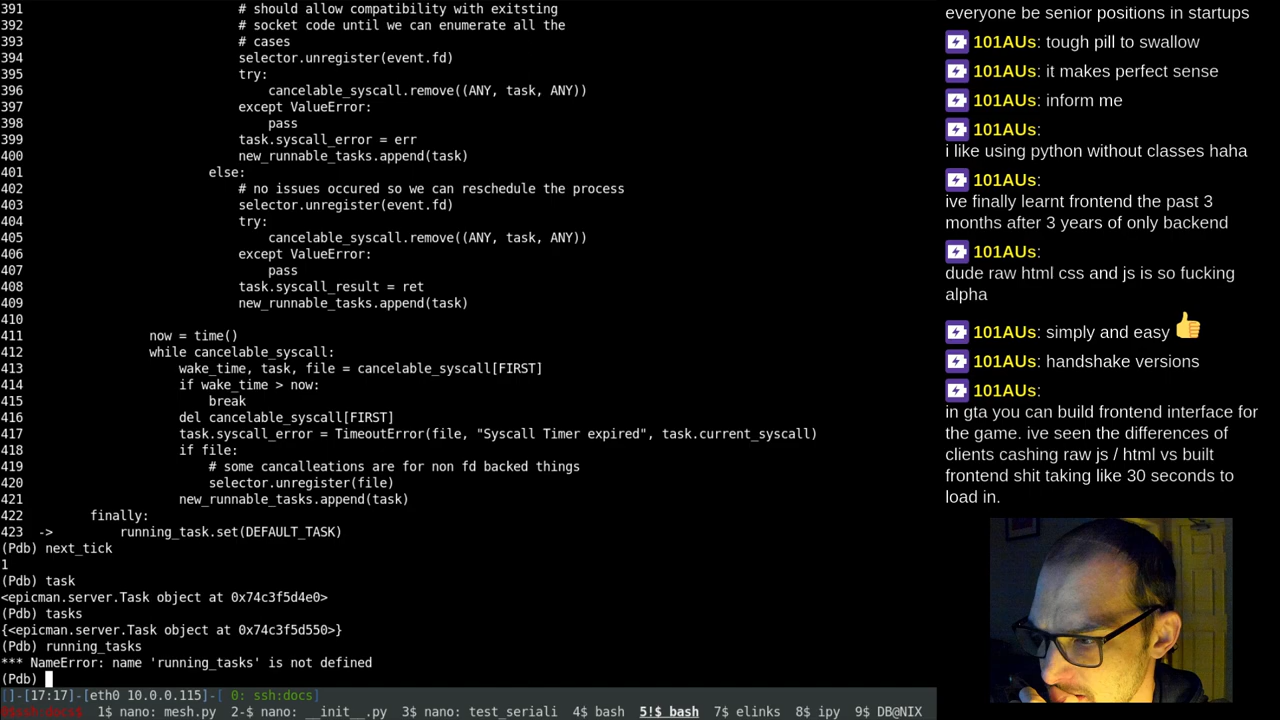 391                             # should allow compatibility with exitsting
392                             # socket code until we can enumerate all the
393                             # cases
394                             selector.unregister(event.fd)
395                             try:
396                                 cancelable_syscall.remove((ANY, task, ANY))
397                             except ValueError:
398                                 pass
399                             task.syscall_error = err
400                             new_runnable_tasks.append(task)
401                         else:
402                             # no issues occured so we can reschedule the process
403                             selector.unregister(event.fd)
404                             try:
405                                 cancelable_syscall.remove((ANY, task, ANY))
406                             except ValueError:
407                                 pass
408                             task.syscall_result = ret
409                             new_runnable_tasks.append(task)
410
411                 now = time()
412                 while cancelable_syscall:
413                     wake_time, task, file = cancelable_syscall[FIRST]
414                     if wake_time > now:
415                         break
416                     del cancelable_syscall[FIRST]
417                     task.syscall_error = TimeoutError(file, "Syscall Timer expired", task.current_syscall)
418                     if file:
419                         # some cancalleations are for non fd backed things
420                         selector.unregister(file)
421                     new_runnable_tasks.append(task)
422         finally:
423  ->         running_task.set(DEFAULT_TASK)
(Pdb) next_tick
1
(Pdb) task
<epicman.server.Task object at 0x74c3f5d4e0>
(Pdb) tasks
{<epicman.server.Task object at 0x74c3f5d550>}
(Pdb) running_tasks
*** NameError: name 'running_tasks' is not defined
(Pdb)
[]-[17:17]-[eth0 10.0.0.115]-[ 0: ssh:docs]
0$ssh:docs  1$ nano: mesh.py  2-$ nano: __init__.py  3$ nano: test_seriali  4$ bash  5!$ bash  7$ elinks  8$ ipy  9$ DB@NIX
everyone be senior positions in startups
101AUs: tough pill to swallow
101AUs: it makes perfect sense
101AUs: inform me
101AUs:
i like using python without classes haha
101AUs:
ive finally learnt frontend the past 3
months after 3 years of only backend
101AUs:
dude raw html css and js is so fucking
alpha
101AUs: simply and easy 👍
101AUs: handshake versions
101AUs:
in gta you can build frontend interface for
the game. ive seen the differences of
clients cashing raw js / html vs built
frontend shit taking like 30 seconds to
load in.